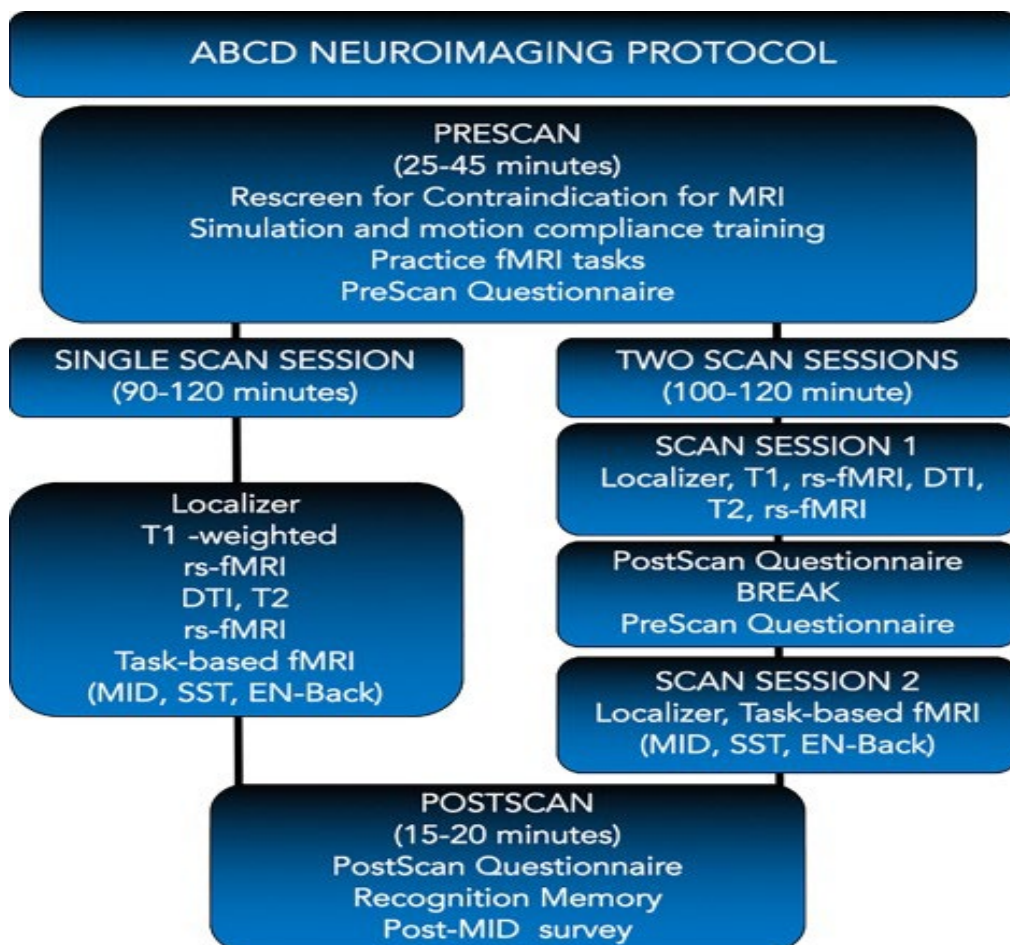 ABCD NEUROIMAGING PROTOCOL
PRESCAN
(25-45 minutes)
Rescreen for Contraindication for MRI
Simulation and motion compliance training
Practice fMRI tasks
PreScan Questionnaire
SINGLE SCAN SESSION
(90-120 minutes)
Localizer
T1 -weighted
rs-fMRI
DTI, T2
rs-fMRI
Task-based fMRI
(MID, SST, EN-Back)
TWO SCAN SESSIONS
(100-120 minute)
SCAN SESSION 1
Localizer, T1, rs-fMRI, DTI,
T2, rs-fMRI
PostScan Questionnaire
BREAK
PreScan Questionnaire
SCAN SESSION 2
Localizer, Task-based fMRI
(MID, SST, EN-Back)
POSTSCAN
(15-20 minutes)
PostScan Questionnaire
Recognition Memory
Post-MID survey